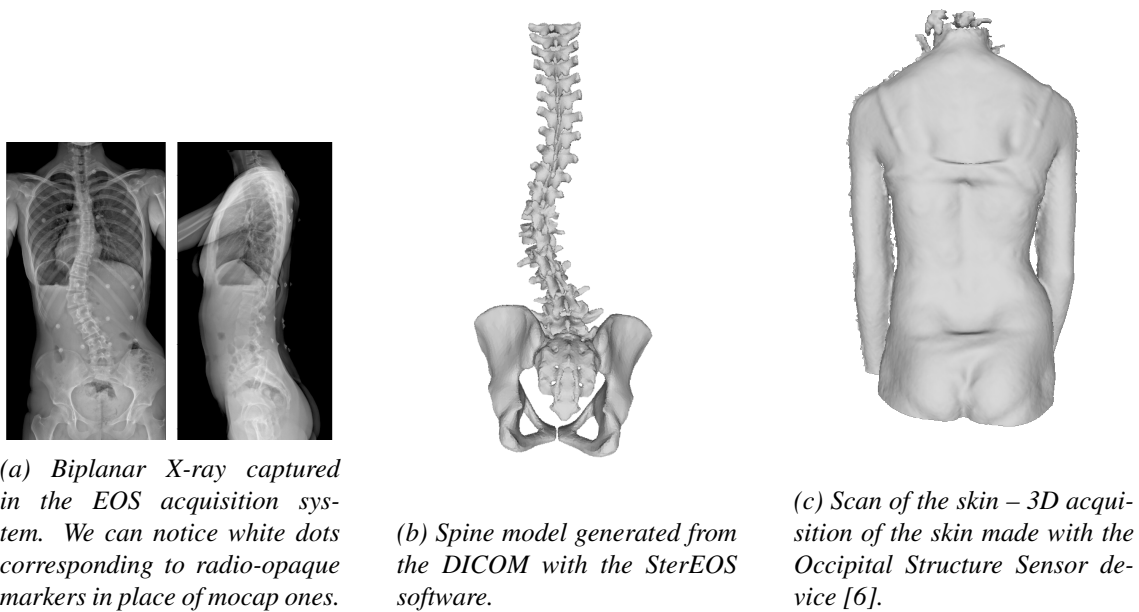 (a) Biplanar X-ray captured
in the EOS acquisition sys-
tem. We can notice white dots
corresponding to radio-opaque
markers in place of mocap ones.
(b) Spine model generated from
the DICOM with the SterEOS
software.
(c) Scan of the skin – 3D acqui-
sition of the skin made with the
Occipital Structure Sensor de-
vice [6].